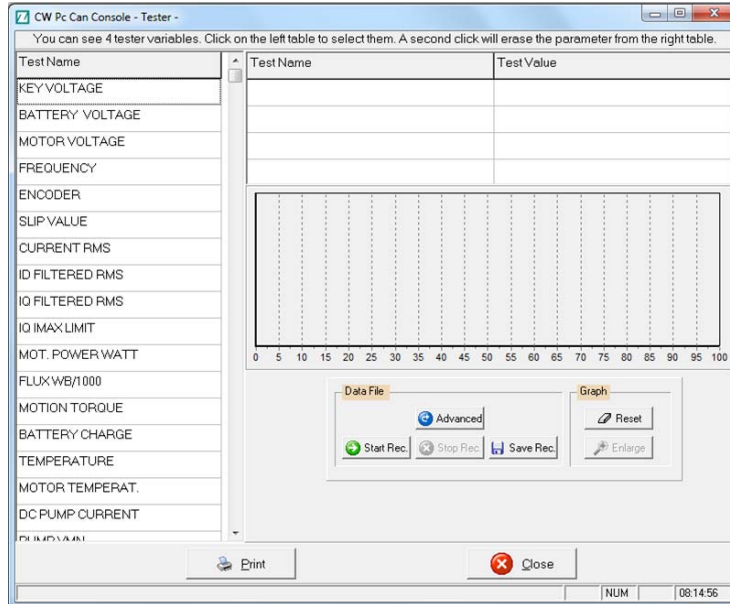 CW Pc Can Console - Tester -
You can see 4 tester variables. Click on the left table to select them. A second click will erase the parameter from the right table.
Test Name
KEY VOLTAGE
BATTERY VOLTAGE
MOTOR VOLTAGE
FREQUENCY
ENCODER
SLIP VALUE
CURRENT RMS
ID FILTERED RMS
IQ FILTERED RMS
IQ IMAX LIMIT
MOT. POWER WATT
FLUX WB/1000
MOTION TORQUE
BATTERY CHARGE
TEMPERATURE
MOTOR TEMPERAT.
DC PUMP CURRENT
PUMP VMN
Test Name Test Value
0 5 10 15 20 25 30 35 40 45 50 55 60 65 70 75 80 85 90 95 100
Data File
Advanced
Start Rec. Stop Rec Save Rec.
Graph
Reset
Enlarge
Print Close
NUM 08:14:56